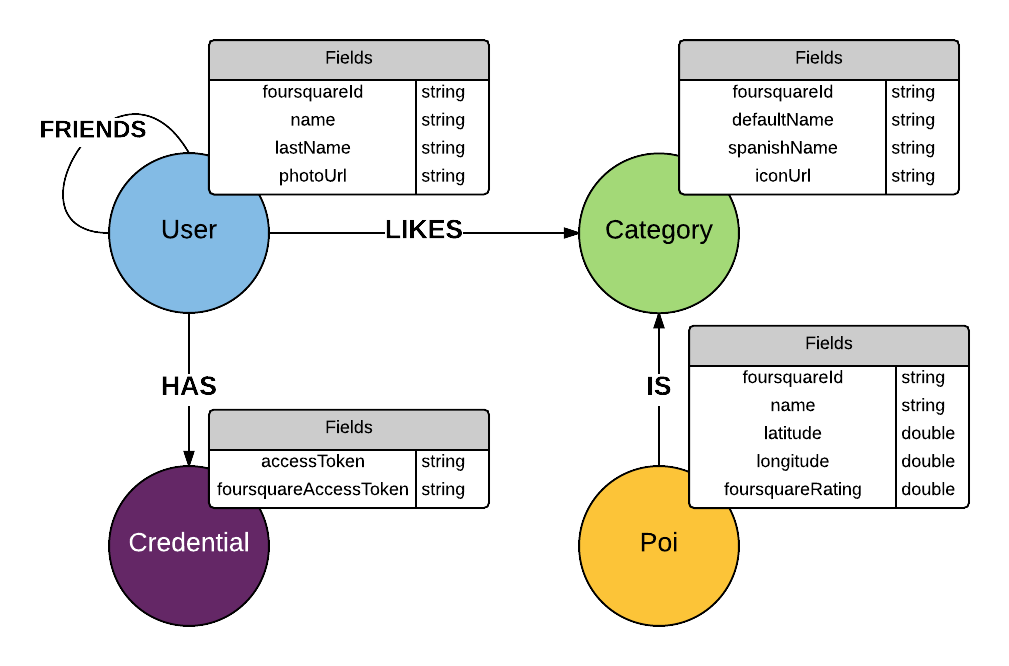 Fields
foursquareId string
name string
lastName string
photoUrl string
Fields
foursquareId string
defaultName string
spanishName string
iconUrl string
FRIENDS
User
LIKES
Category
HAS
IS
Fields
foursquareId string
name string
latitude double
longitude double
foursquareRating double
Fields
accessToken string
foursquareAccessToken string
Credential
Poi